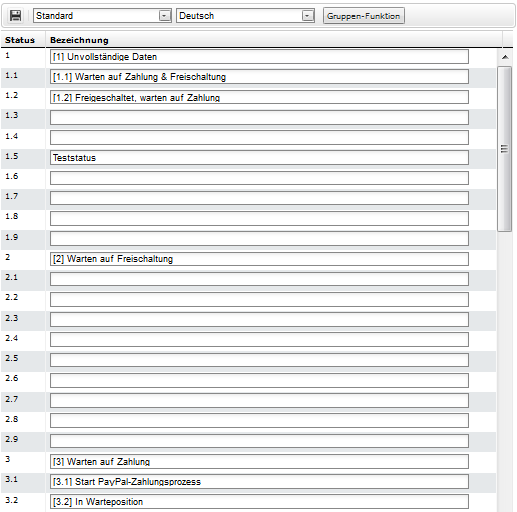 Standard Deutsch Gruppen-Funktion
Status Bezeichnung
1 [1] Unvollständige Daten
1.1 [1.1] Warten auf Zahlung & Freischaltung
1.2 [1.2] Freigeschaltet, warten auf Zahlung
1.3
1.4
1.5 Teststatus
1.6
1.7
1.8
1.9
2 [2] Warten auf Freischaltung
2.1
2.2
2.3
2.4
2.5
2.6
2.7
2.8
2.9
3 [3] Warten auf Zahlung
3.1 [3.1] Start PayPal-Zahlungsprozess
3.2 [3.2] In Warteposition